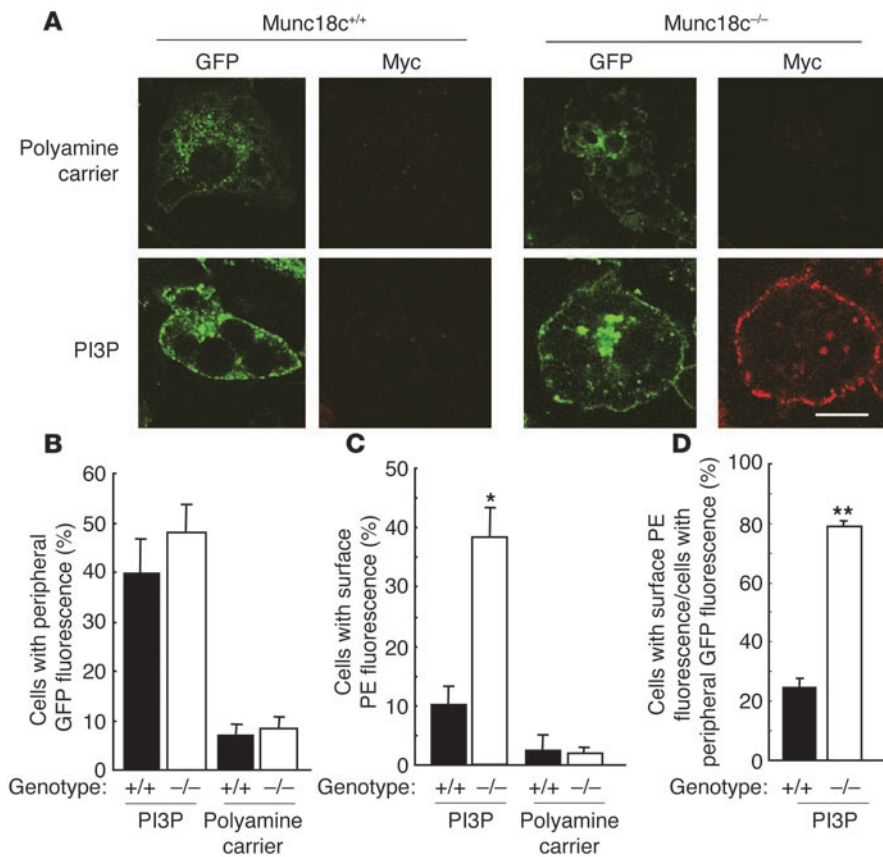 A
Munc18c+/+
Munc18c–/–
GFP
Myc
GFP
Myc
Polyamine
carrier
PI3P
B
60
50
40
30
20
10
0
Cells with peripheral
GFP fluorescence (%)
Genotype: +/+ –/– +/+ –/–
PI3P
Polyamine
carrier
C
50
40
30
20
10
0
Cells with surface
PE fluorescence (%)
*
Genotype: +/+ –/– +/+ –/–
PI3P
Polyamine
carrier
D
100
80
60
40
20
0
Cells with surface PE
fluorescence/cells with
peripheral GFP fluorescence (%)
**
Genotype: +/+ –/–
PI3P